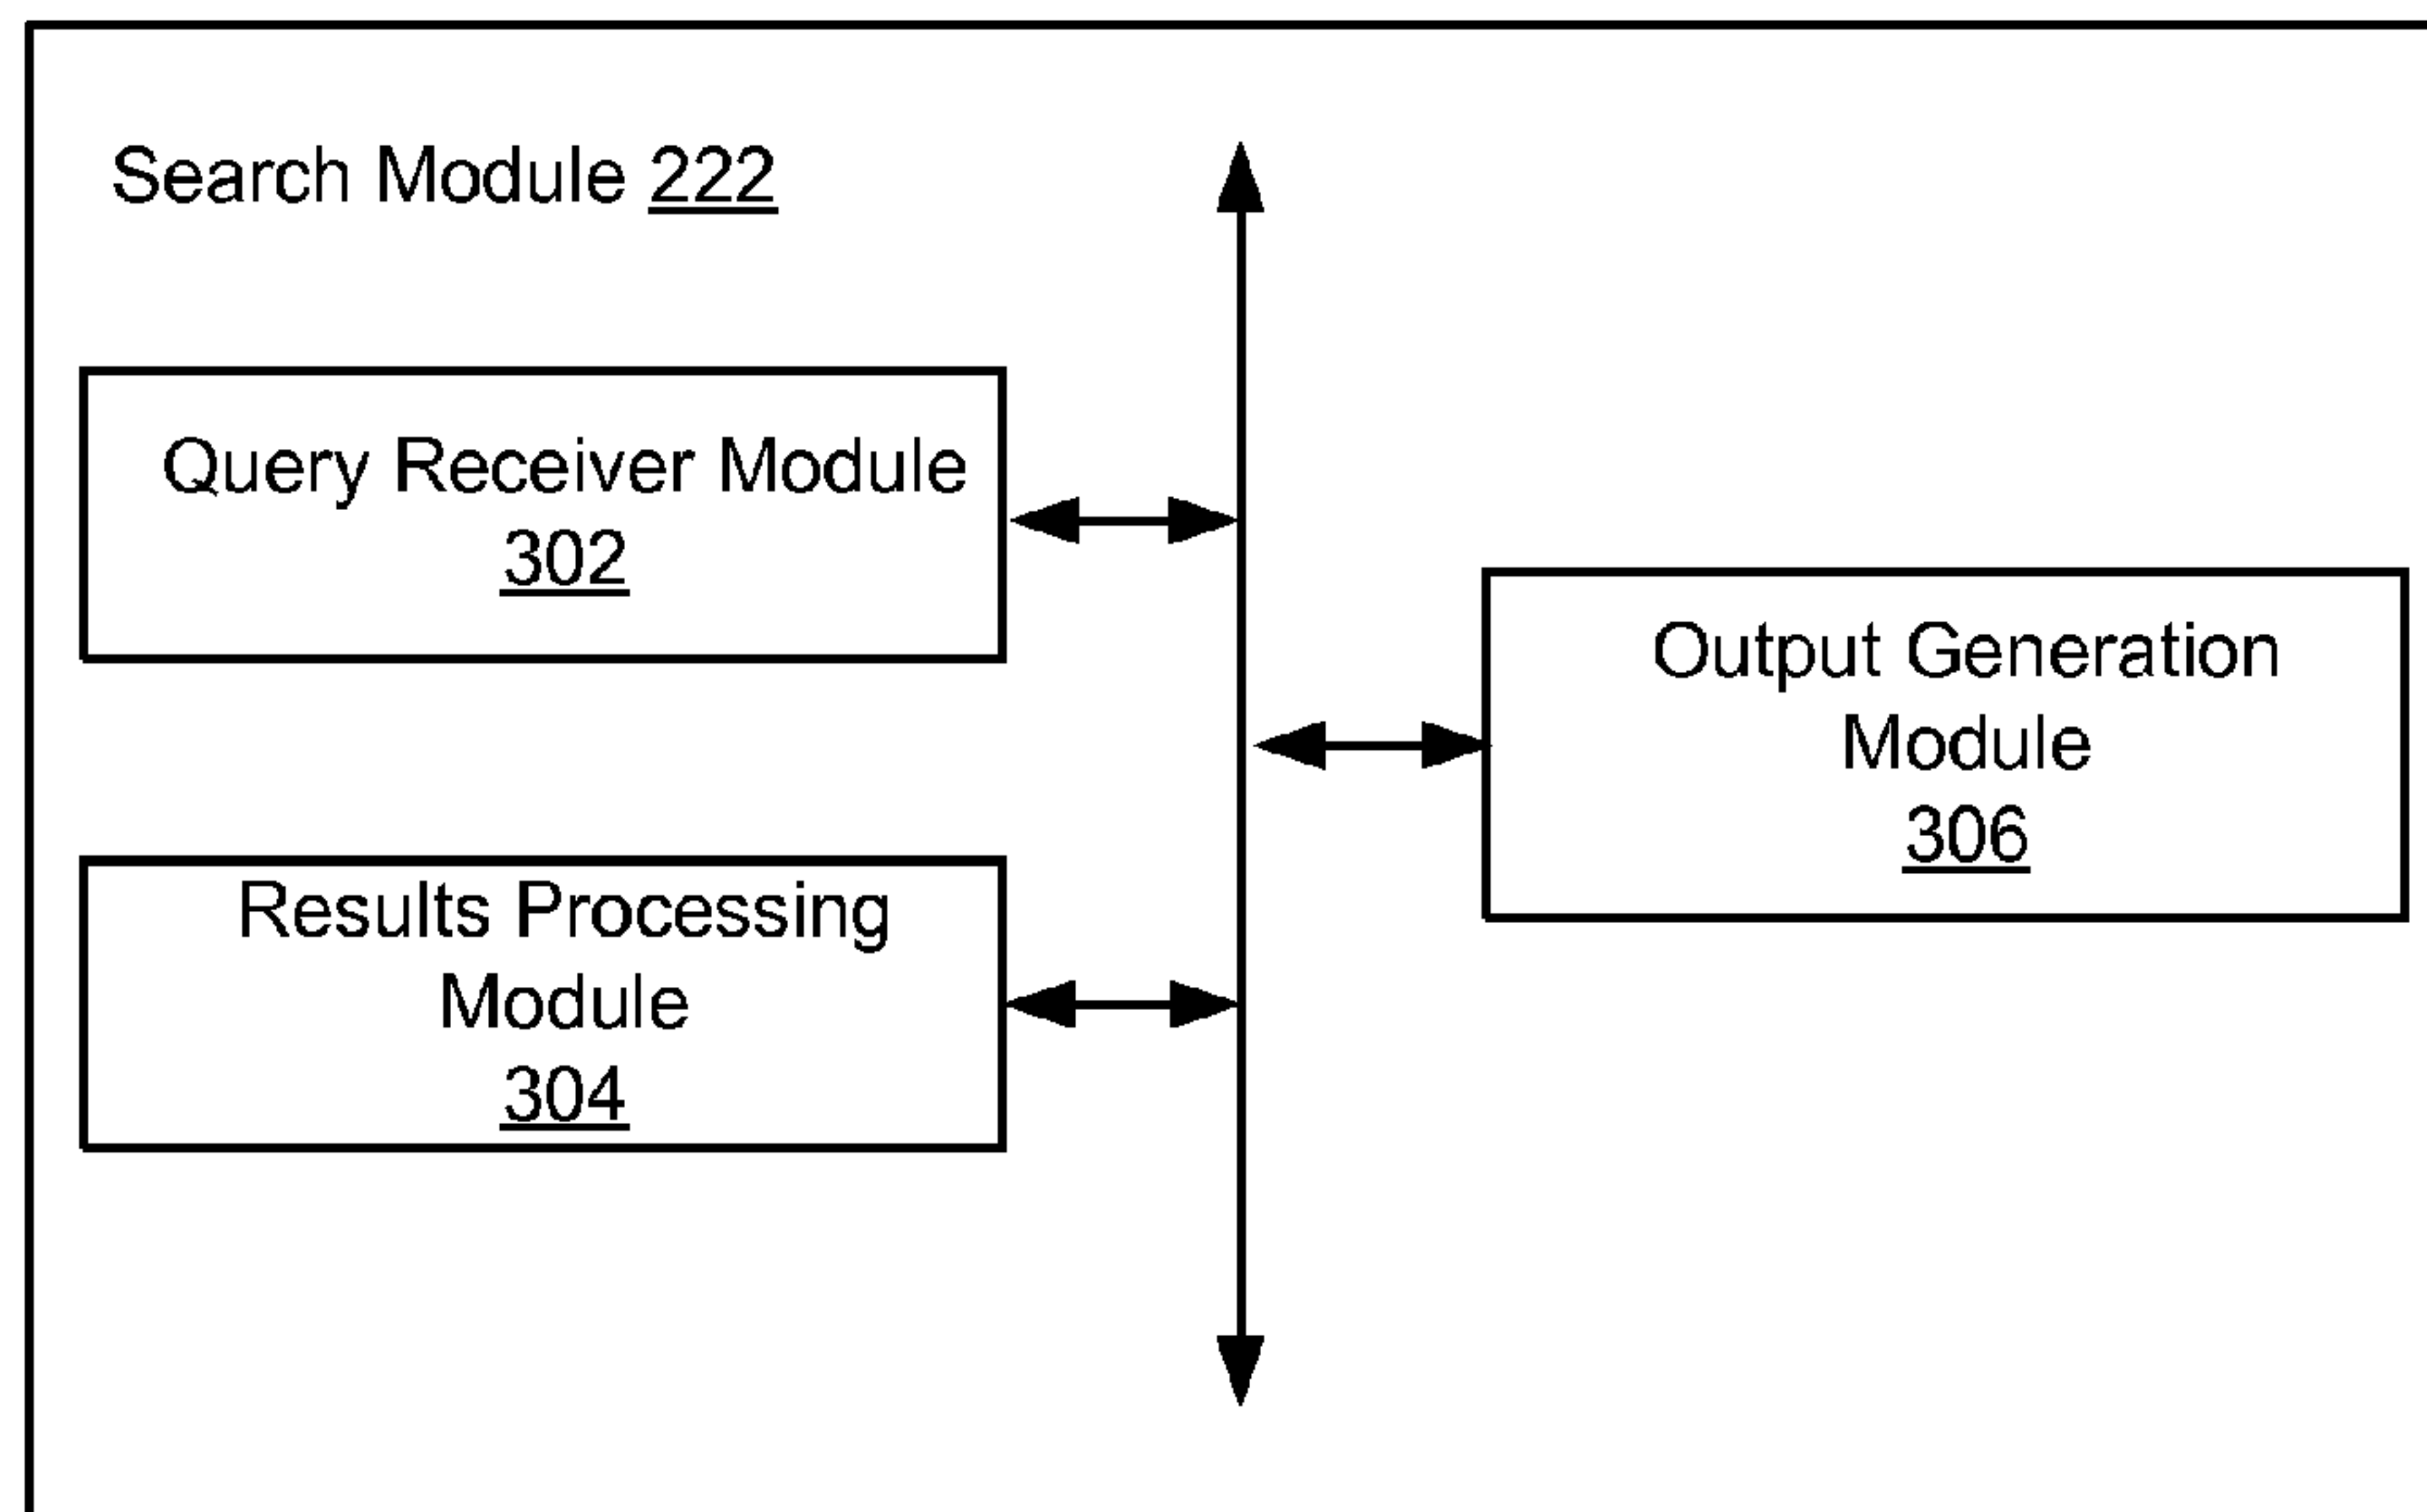 Search Module 222
Query Receiver Module
302
Output Generation
Module
306
Results Processing
Module
304